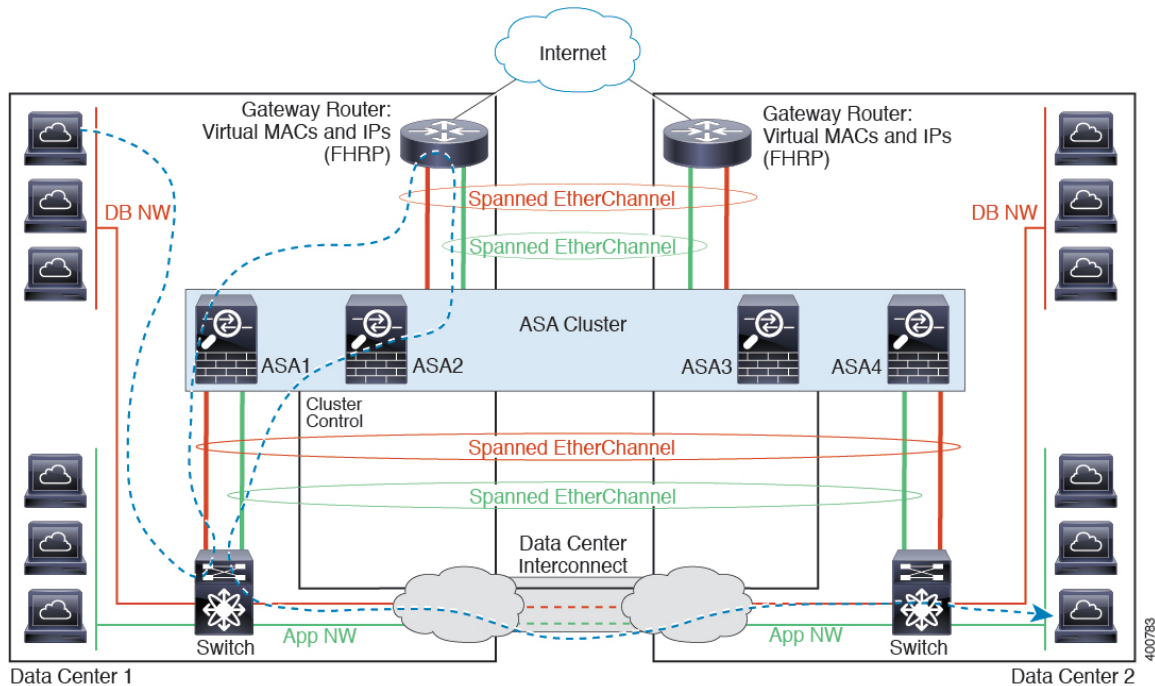 Internet
Gateway Router:
Virtual MACs and IPs
(FHRP)
Gateway Router:
Virtual MACs and IPs
(FHRP)
DB NW
Spanned EtherChannel
DB NW
Spanned EtherChannel
ASA Cluster
ASA1
ASA2
ASA3
ASA4
Cluster
Control
Spanned EtherChannel
Spanned EtherChannel
Data Center
Interconnect
App NW
App NW
Switch
Switch
400783
Data Center 1
Data Center 2